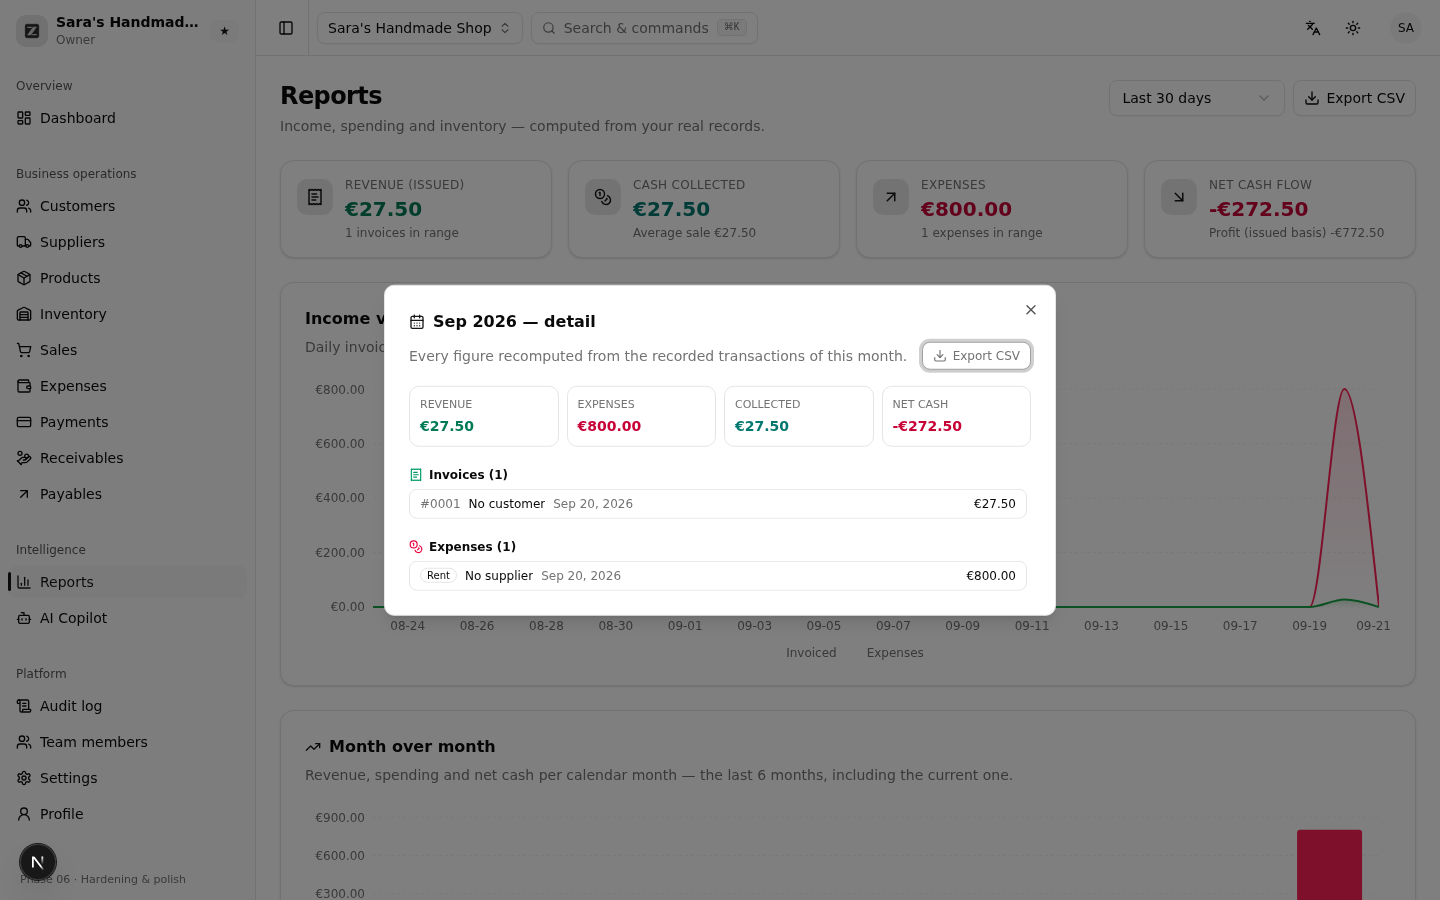 Sara's Handmad...
Owner
★
Overview
Dashboard
Business operations
Customers
Suppliers
Products
Inventory
Sales
Expenses
Payments
Receivables
Payables
Intelligence
Reports
AI Copilot
Platform
Audit log
Team members
Settings
Profile
N
Phase 06 · Hardening & polish
Sara's Handmade Shop
Search & commands ⌘K
SA
Reports
Income, spending and inventory — computed from your real records.
Last 30 days
Export CSV
REVENUE (ISSUED)
€27.50
1 invoices in range
CASH COLLECTED
€27.50
Average sale €27.50
EXPENSES
€800.00
1 expenses in range
NET CASH FLOW
-€272.50
Profit (issued basis) -€772.50
Income v
Daily invoic
€800.00
€600.00
€400.00
€200.00
€0.00
08-24 08-26 08-28 08-30 09-01 09-03 09-05 09-07 09-09 09-11 09-13 09-15 09-17 09-19 09-21
Invoiced Expenses
Sep 2026 — detail
Every figure recomputed from the recorded transactions of this month.
Export CSV
REVENUE
€27.50
EXPENSES
€800.00
COLLECTED
€27.50
NET CASH
-€272.50
Invoices (1)
#0001 No customer Sep 20, 2026 €27.50
Expenses (1)
Rent No supplier Sep 20, 2026 €800.00
Month over month
Revenue, spending and net cash per calendar month — the last 6 months, including the current one.
€900.00
€600.00
€300.00